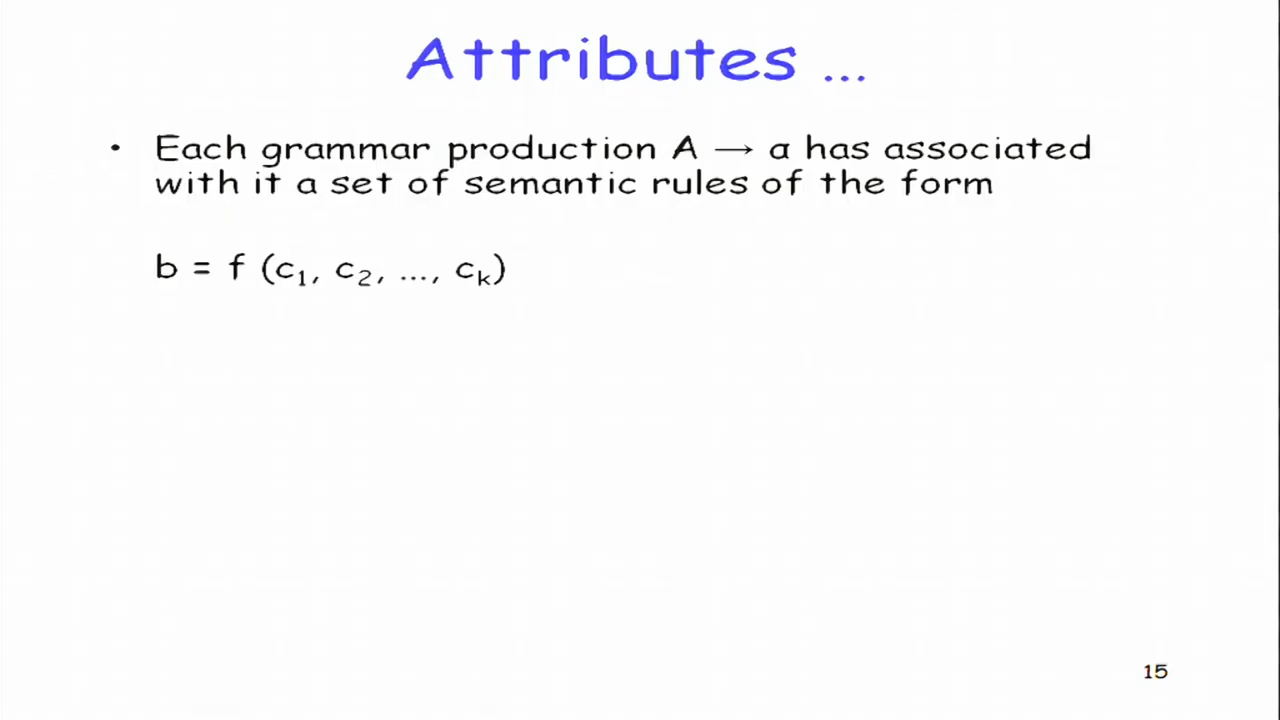 Attributes ...
• Each grammar production A → α has associated
with it a set of semantic rules of the form
b = f (c₁, c₂, ..., cₖ)
15